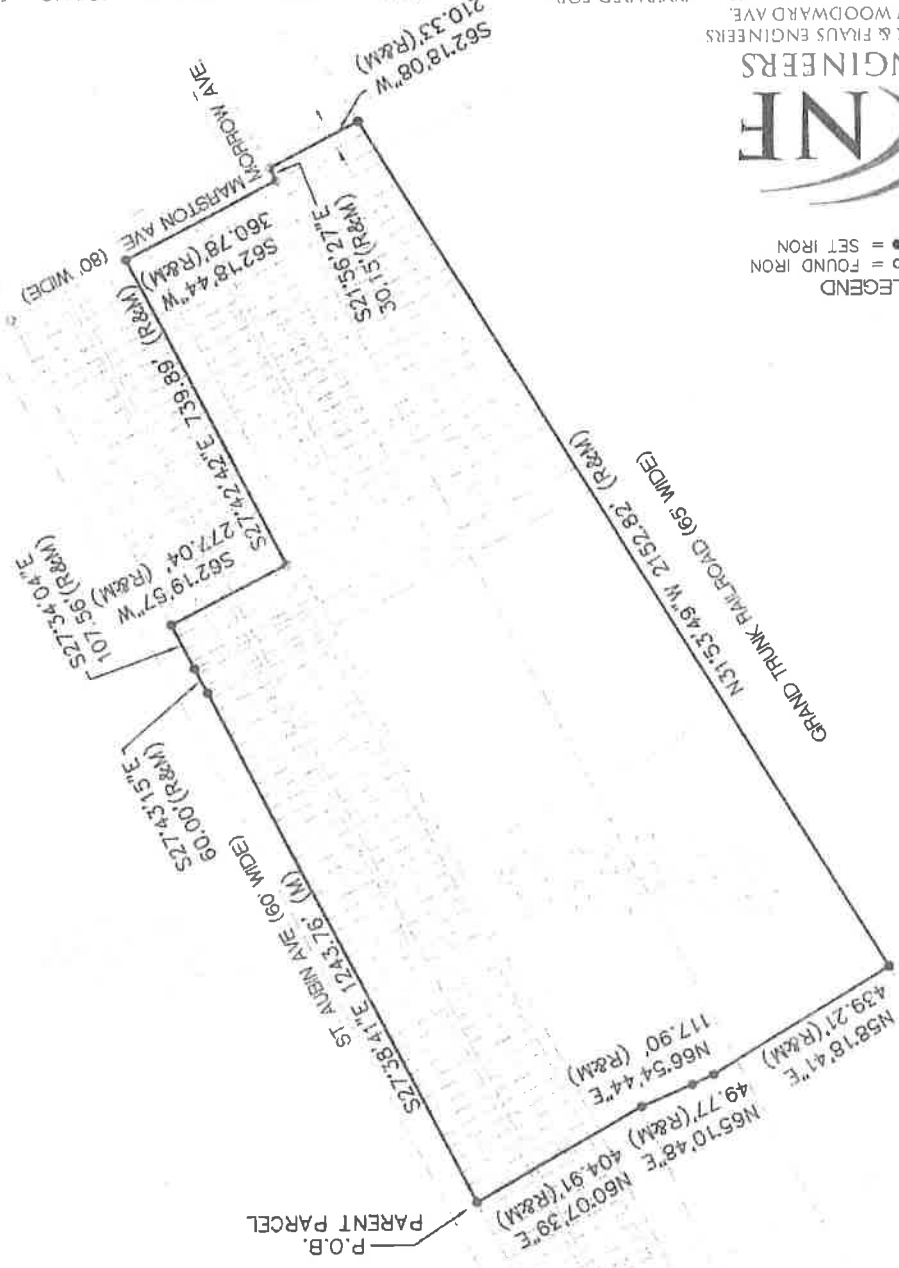 P.O.B.
PARENT PARCEL
N60°07'39"E
404.91'(R&M)
N66°54'44"E
117.90' (R&M)
N65°10'48"E
49.77'(R&M)
N58°18'41"E
439.21'(R&M)
S27°38'41"E 1243.76' (M)
ST. AUBIN AVE (60' WIDE)
S27°43'15"E
60.00'(R&M)
S27°34'04"E
107.56'(R&M)
S62°19'57"W
277.04' (R&M)
S27°42'42"E 739.89' (R&M)
S62°18'44"W
360.78'(R&M)
MARSTON AVE. (80' WIDE)
MORROW AVE.
S21°56'27"E
30.15'(R&M)
S62°18'08"W
210.33'(R&M)
N31°53'49"W 2152.82' (R&M)
GRAND TRUNK RAILROAD (65' WIDE)
LEGEND
= FOUND IRON
● = SET IRON
NF
ENGINEERS
& FRAUS ENGINEERS
WOODWARD AVE.